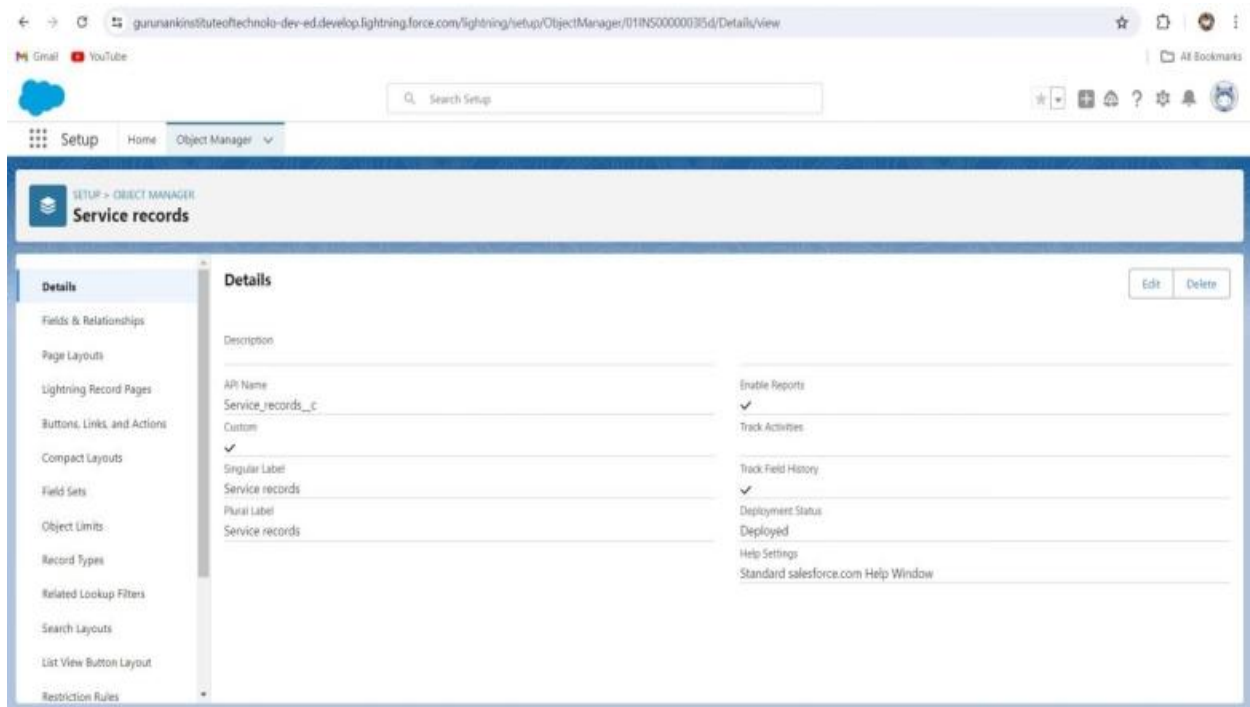 gurunankinstituteoftechnolo-dev-ed.develop.lightning.force.com/lightning/setup/ObjectManager/01INS0000003l5d/Details/view
Gmail YouTube All Bookmarks
Search Setup
Setup Home Object Manager
SETUP > OBJECT MANAGER
Service records
Details
Fields & Relationships
Page Layouts
Lightning Record Pages
Buttons, Links, and Actions
Compact Layouts
Field Sets
Object Limits
Record Types
Related Lookup Filters
Search Layouts
List View Button Layout
Restriction Rules
Details
Edit Delete
Description
API Name
Service_records__c
Custom
Singular Label
Service records
Plural Label
Service records
Enable Reports
Track Activities
Track Field History
Deployment Status
Deployed
Help Settings
Standard salesforce.com Help Window